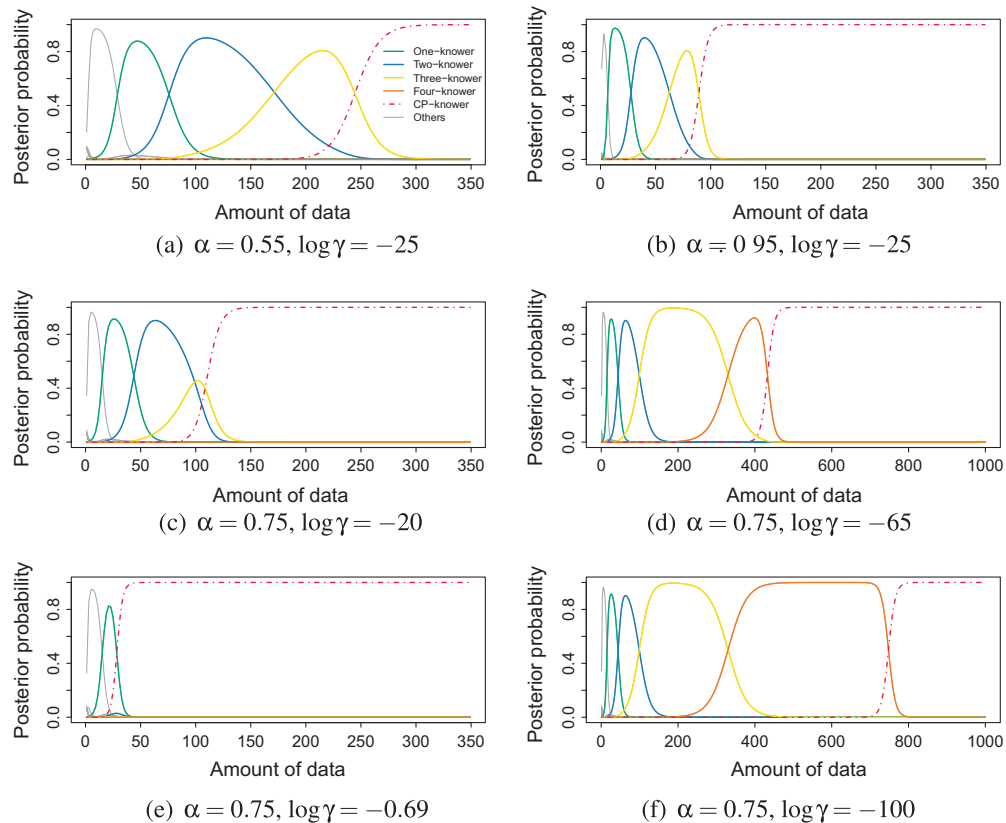 Posterior probability
0.0 0.4 0.8
One−knower
Two−knower
Three−knower
Four−knower
CP−knower
Others
0 50 100 150 200 250 300 350
Amount of data
(a) α = 0.55, log γ = −25
Posterior probability
0.0 0.4 0.8
0 50 100 150 200 250 300 350
Amount of data
(b) α = 0 95, log γ = −25
Posterior probability
0.0 0.4 0.8
0 50 100 150 200 250 300 350
Amount of data
(c) α = 0.75, log γ = −20
Posterior probability
0.0 0.4 0.8
0 200 400 600 800 1000
Amount of data
(d) α = 0.75, log γ = −65
Posterior probability
0.0 0.4 0.8
0 50 100 150 200 250 300 350
Amount of data
(e) α = 0.75, log γ = −0.69
Posterior probability
0.0 0.4 0.8
0 200 400 600 800 1000
Amount of data
(f) α = 0.75, log γ = −100